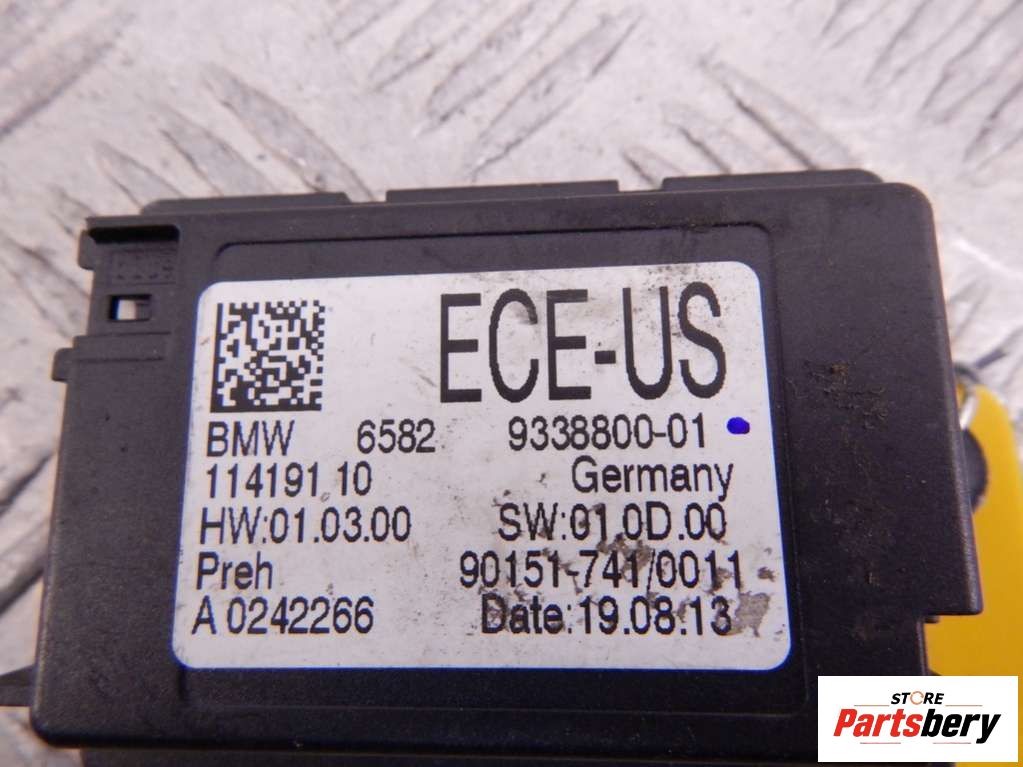 ECE-US
BMW 6582 9338800-01
114191 10 Germany
HW:01.03.00 SW:01.0D.00
Preh 90151-741/0011
A 0242266 Date:19.08.13
STORE
Partsbery